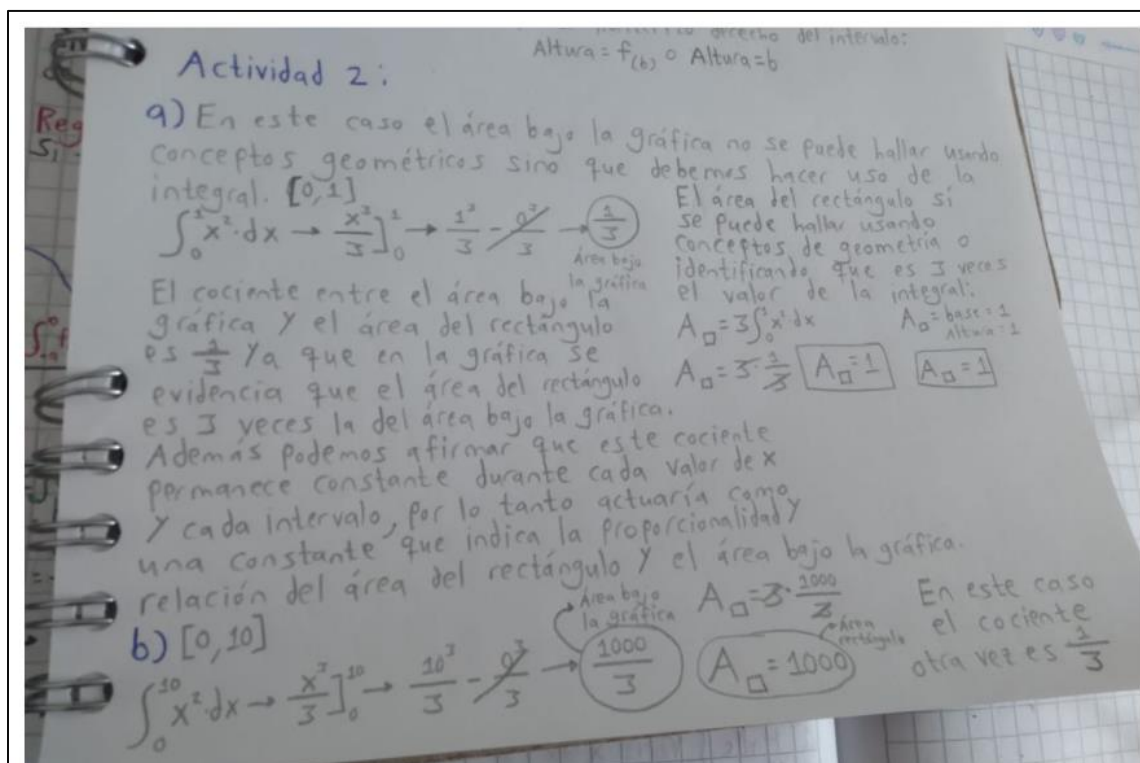 derecho del intervalo:
Altura = f(b) o Altura = b
Actividad 2:
a) En este caso el área bajo la gráfica no se puede hallar usando
conceptos geométricos sino que debemos hacer uso de la
integral. [0,1]
∫₀¹ x²·dx → x³/3 ]₀¹ → 1³/3 - 0³/3 → 1/3
Área bajo
la gráfica
El cociente entre el área bajo la
gráfica y el área del rectángulo
es 1/3 ya que en la gráfica se
evidencia que el área del rectángulo
es 3 veces la del área bajo la gráfica.
Además podemos afirmar que este cociente
permanece constante durante cada valor de x
y cada intervalo, por lo tanto actuaría como
una constante que indica la proporcionalidad y
relación del área del rectángulo y el área bajo la gráfica.
El área del rectángulo si
se puede hallar usando
conceptos de geometría o
identificando que es 3 veces
el valor de la integral:
A□ = 3∫₀¹ x²·dx
A□ = 3·1/3 A□ = 1
A□ = base = 1
Altura = 1
A□ = 1
b) [0,10]
∫₀¹⁰ x²·dx → x³/3 ]₀¹⁰ → 10³/3 - 0³/3 → 1000/3
Área bajo
la gráfica
A□ = 3·1000/3
A□ = 1000
Área
rectángulo
En este caso
el cociente
otra vez es 1/3
Reg
Si